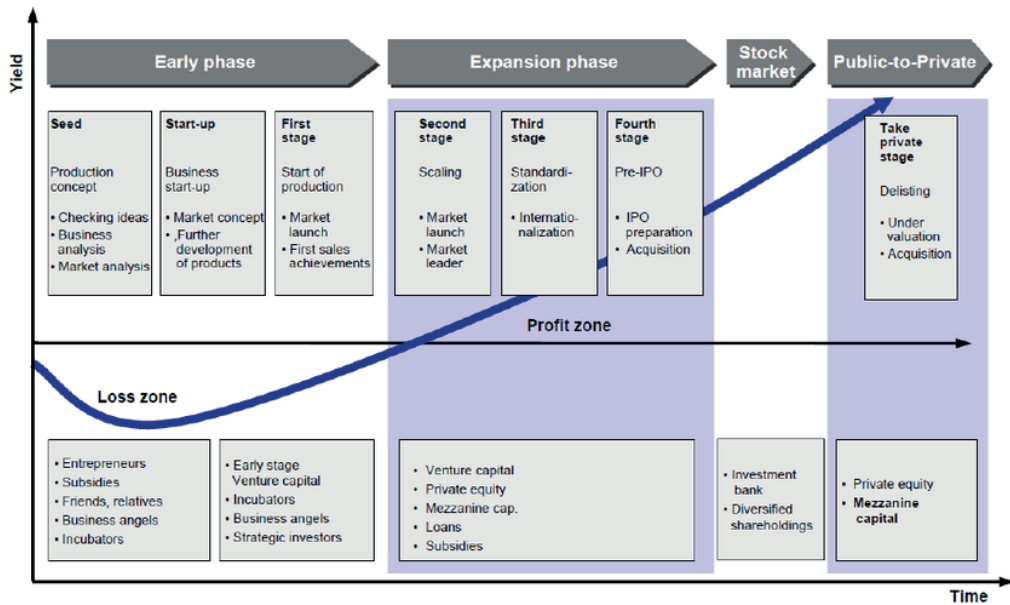 Yield
Early phase
Expansion phase
Stock
market
Public-to-Private
Seed
Production
concept
• Checking ideas
• Business
analysis
• Market analysis
Start-up
Business
start-up
• Market concept
• ,Further
development
of products
First
stage
Start of
production
• Market
launch
• First sales
achievements
Second
stage
Scaling
• Market
launch
• Market
leader
Third
stage
Standardi-
zation
• Internatio-
nalization
Fourth
stage
Pre-IPO
• IPO
preparation
• Acquisition
Take
private
stage
Delisting
• Under
valuation
• Acquisition
Profit zone
Loss zone
• Entrepreneurs
• Subsidies
• Friends, relatives
• Business angels
• Incubators
• Early stage
Venture capital
• Incubators
• Business angels
• Strategic investors
• Venture capital
• Private equity
• Mezzanine cap.
• Loans
• Subsidies
• Investment
bank
• Diversified
shareholdings
• Private equity
• Mezzanine
capital
Time